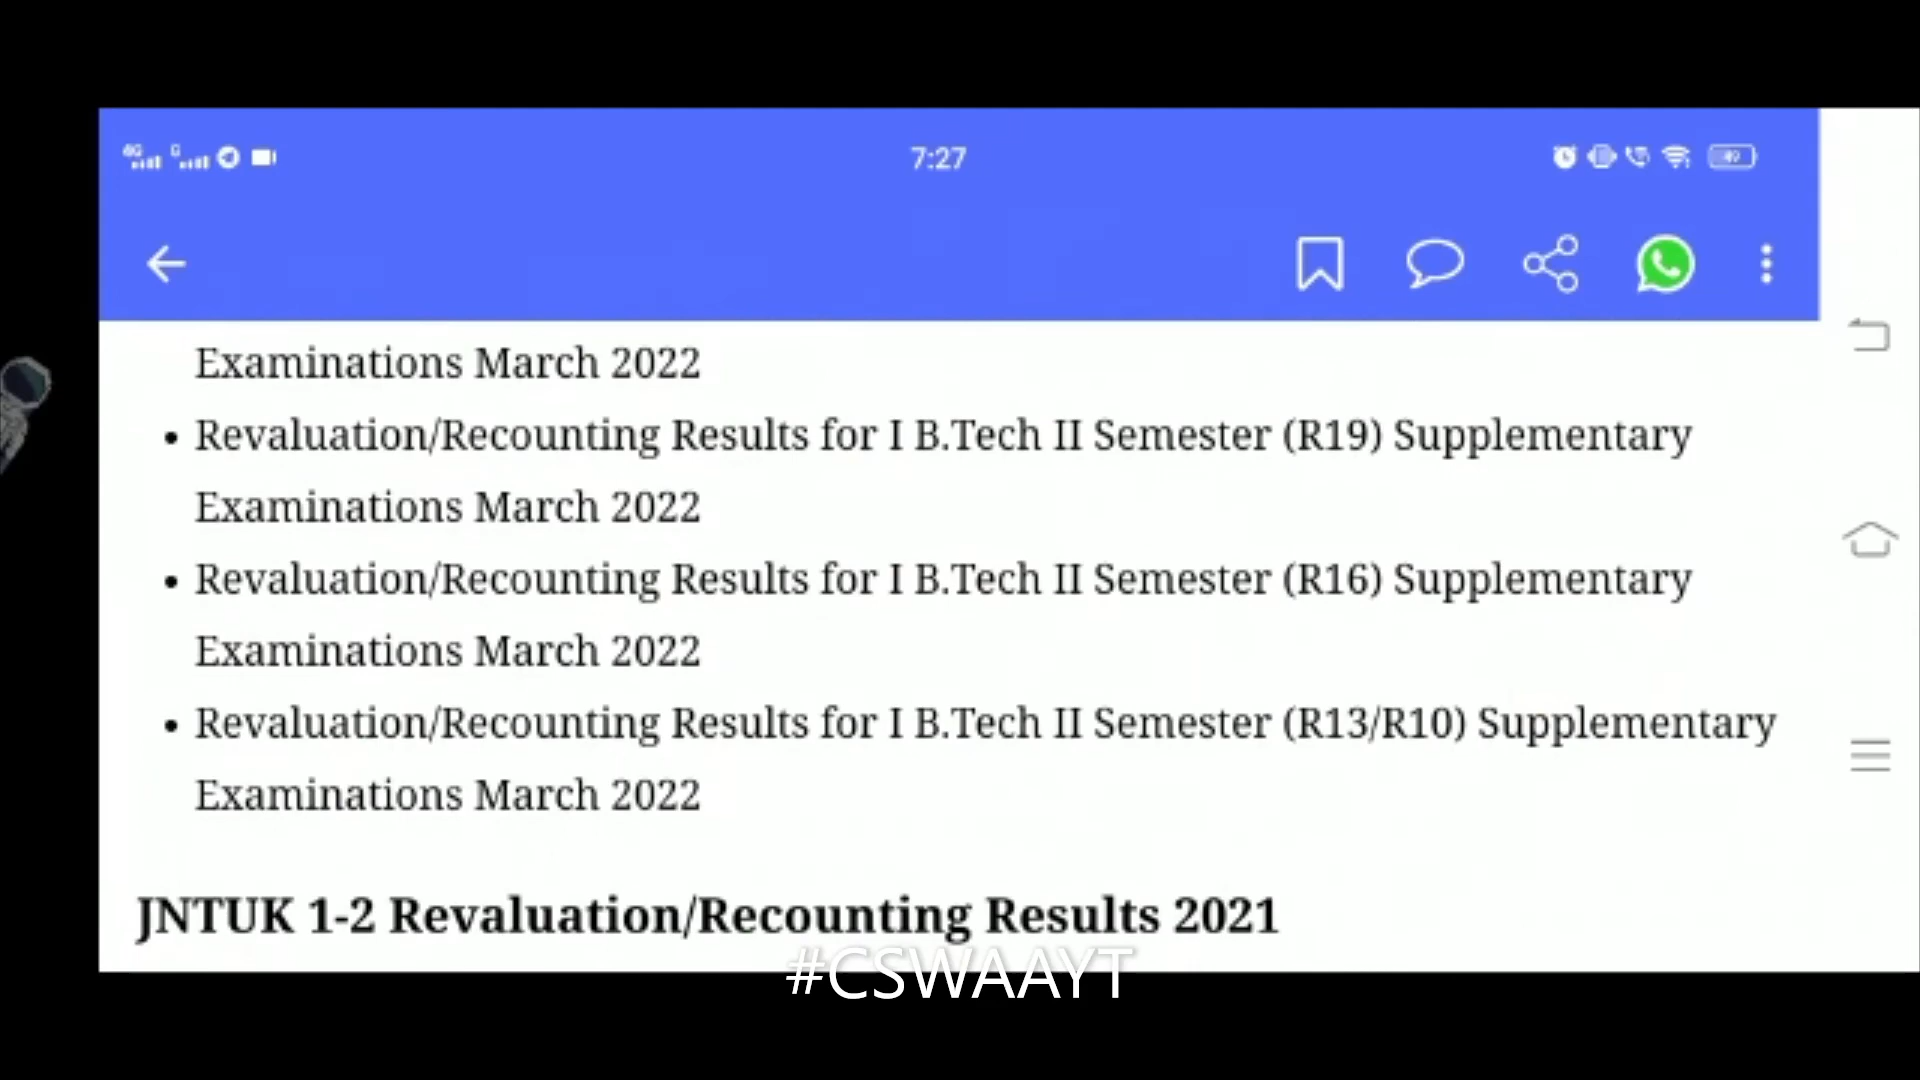 4G G 7:27 49
Examinations March 2022
• Revaluation/Recounting Results for I B.Tech II Semester (R19) Supplementary
Examinations March 2022
• Revaluation/Recounting Results for I B.Tech II Semester (R16) Supplementary
Examinations March 2022
• Revaluation/Recounting Results for I B.Tech II Semester (R13/R10) Supplementary
Examinations March 2022
JNTUK 1-2 Revaluation/Recounting Results 2021
#CSWAAYT